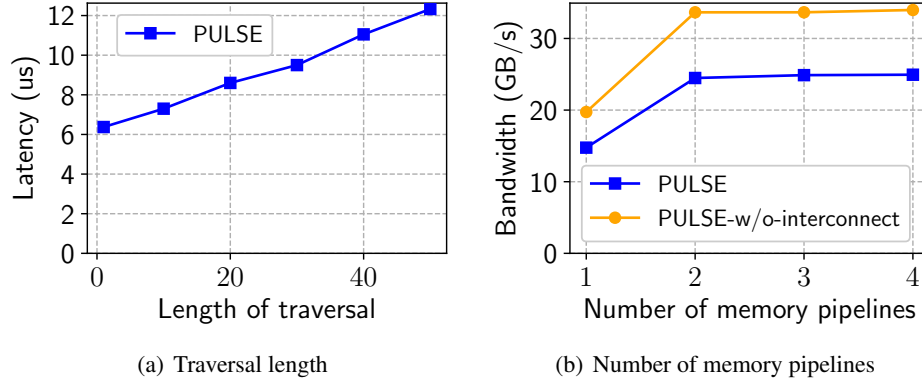 12
10
8
6
4
2
0
Latency (us)
PULSE
0
20
40
Length of traversal
(a) Traversal length
30
20
10
0
Bandwidth (GB/s)
PULSE
PULSE-w/o-interconnect
1
2
3
4
Number of memory pipelines
(b) Number of memory pipelines